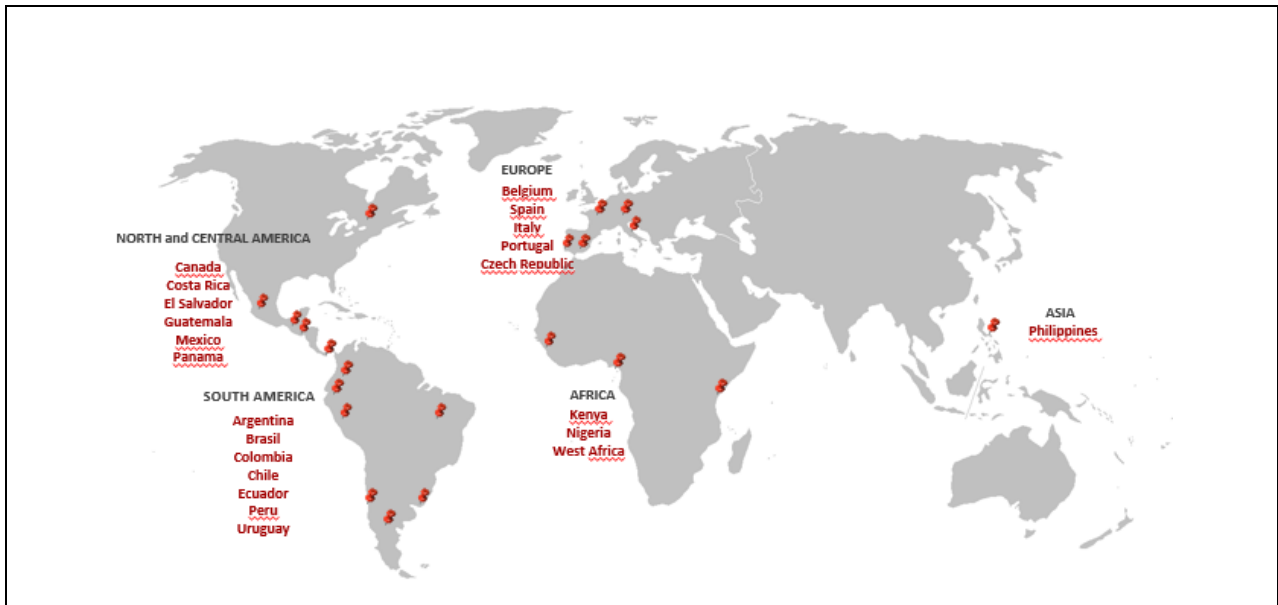 NORTH and CENTRAL AMERICA
Canada
Costa Rica
El Salvador
Guatemala
Mexico
Panama
SOUTH AMERICA
Argentina
Brasil
Colombia
Chile
Ecuador
Peru
Uruguay
EUROPE
Belgium
Spain
Italy
Portugal
Czech Republic
AFRICA
Kenya
Nigeria
West Africa
ASIA
Philippines